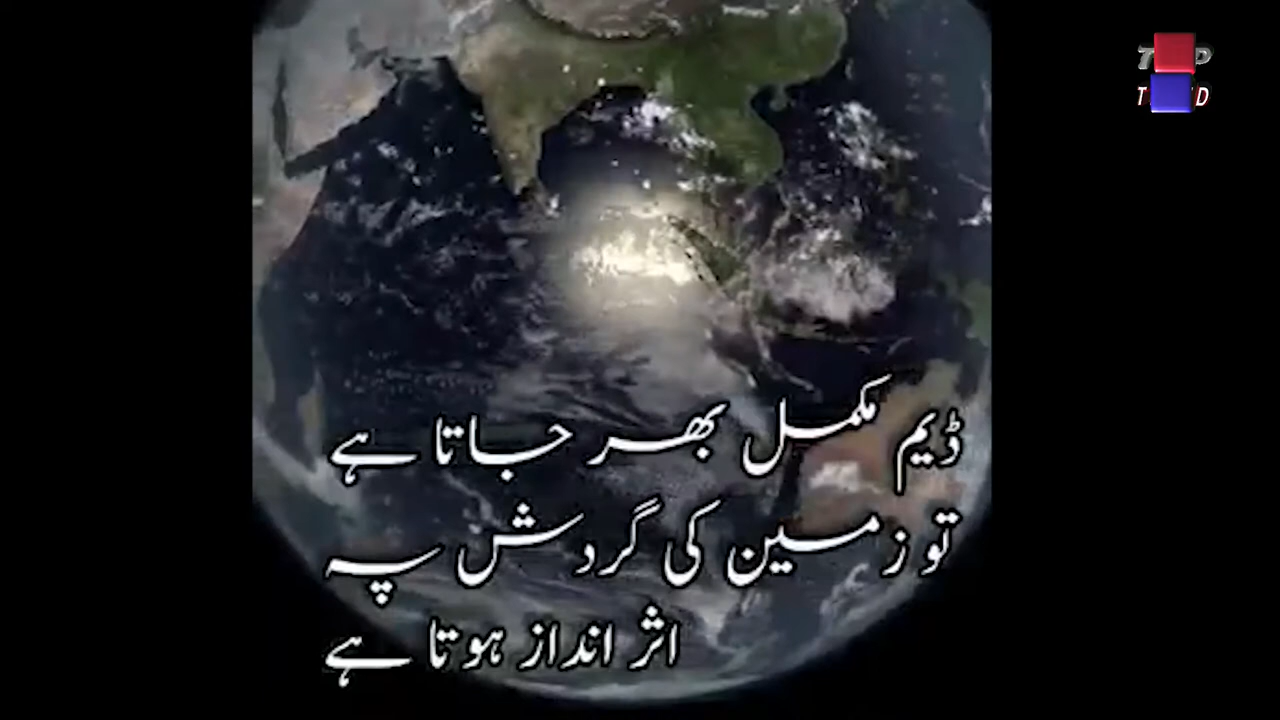 ڈیم مکمل بھر جاتا ہے
تو زمین کی گردش پہ
اثر انداز ہوتا ہے